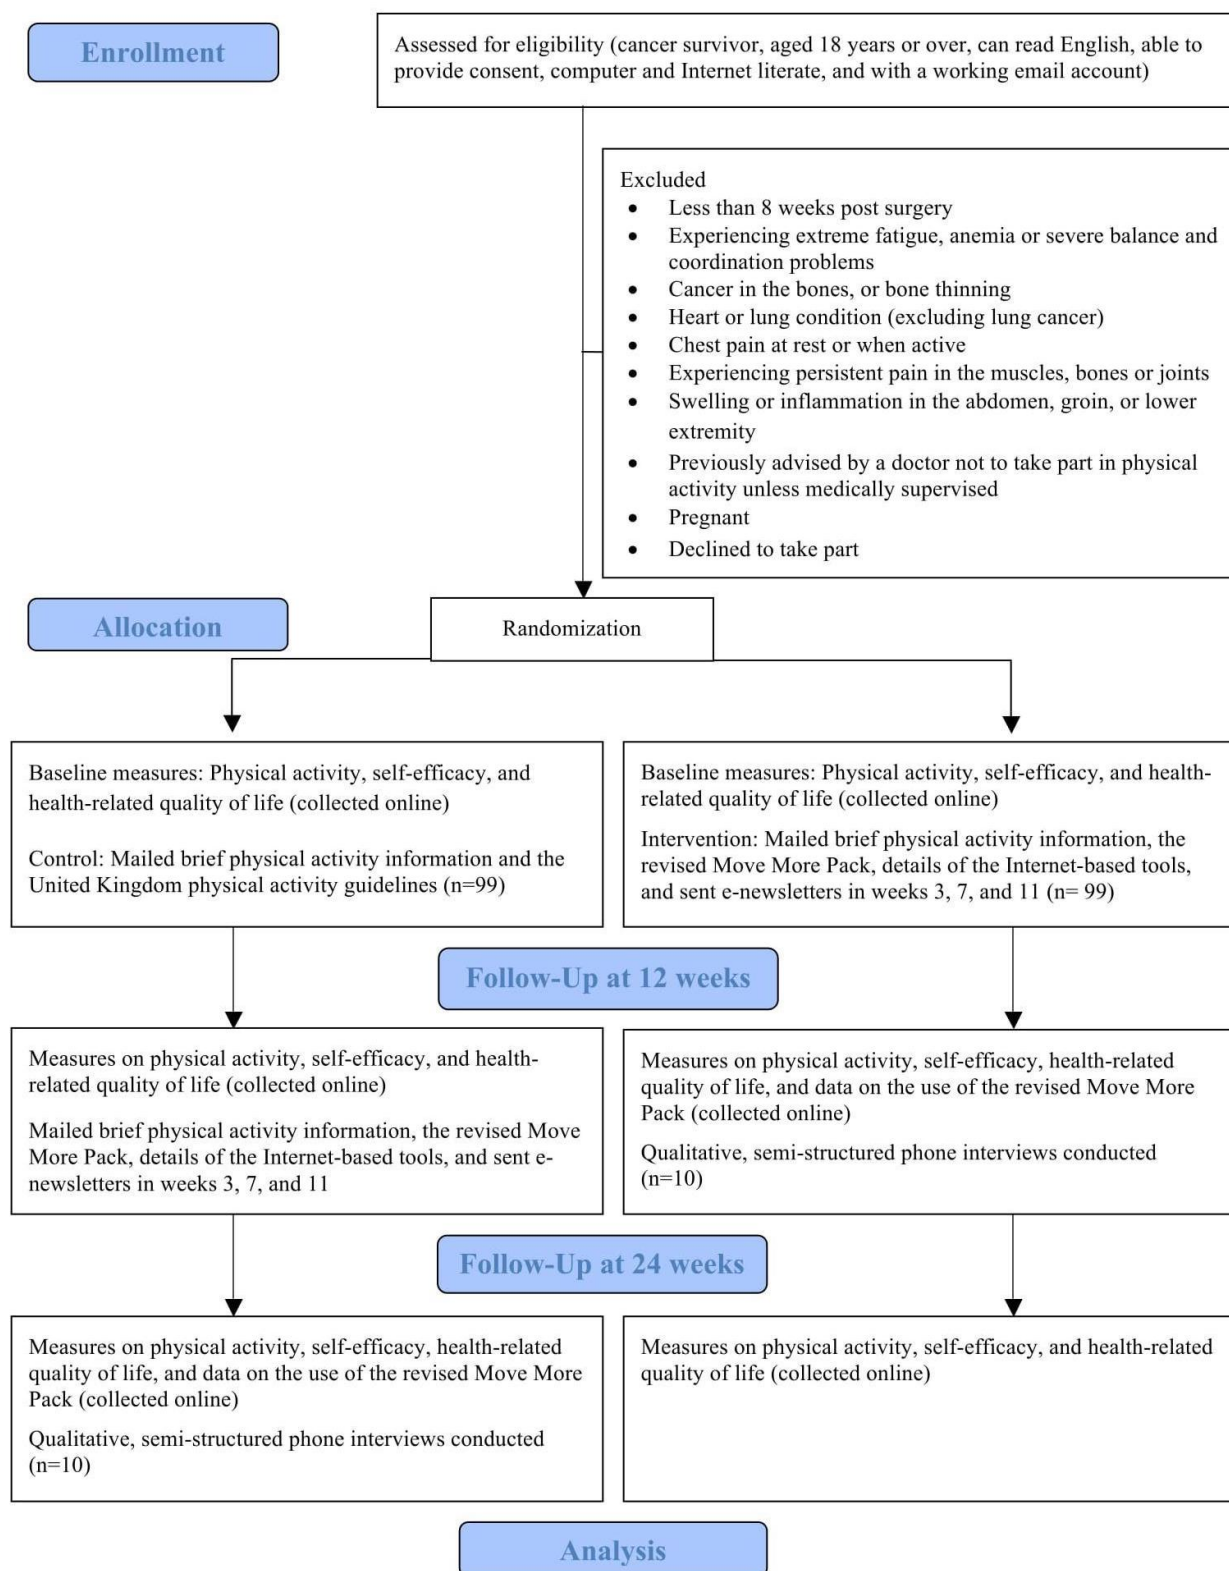 Enrollment
Assessed for eligibility (cancer survivor, aged 18 years or over, can read English, able to
provide consent, computer and Internet literate, and with a working email account)
Excluded
• Less than 8 weeks post surgery
• Experiencing extreme fatigue, anemia or severe balance and
coordination problems
• Cancer in the bones, or bone thinning
• Heart or lung condition (excluding lung cancer)
• Chest pain at rest or when active
• Experiencing persistent pain in the muscles, bones or joints
• Swelling or inflammation in the abdomen, groin, or lower
extremity
• Previously advised by a doctor not to take part in physical
activity unless medically supervised
• Pregnant
• Declined to take part
Allocation
Randomization
Baseline measures: Physical activity, self-efficacy, and
health-related quality of life (collected online)
Control: Mailed brief physical activity information and the
United Kingdom physical activity guidelines (n=99)
Baseline measures: Physical activity, self-efficacy, and health-
related quality of life (collected online)
Intervention: Mailed brief physical activity information, the
revised Move More Pack, details of the Internet-based tools,
and sent e-newsletters in weeks 3, 7, and 11 (n= 99)
Follow-Up at 12 weeks
Measures on physical activity, self-efficacy, and health-
related quality of life (collected online)
Mailed brief physical activity information, the revised Move
More Pack, details of the Internet-based tools, and sent e-
newsletters in weeks 3, 7, and 11
Measures on physical activity, self-efficacy, health-related
quality of life, and data on the use of the revised Move More
Pack (collected online)
Qualitative, semi-structured phone interviews conducted
(n=10)
Follow-Up at 24 weeks
Measures on physical activity, self-efficacy, health-related
quality of life, and data on the use of the revised Move More
Pack (collected online)
Qualitative, semi-structured phone interviews conducted
(n=10)
Measures on physical activity, self-efficacy, and health-related
quality of life (collected online)
Analysis